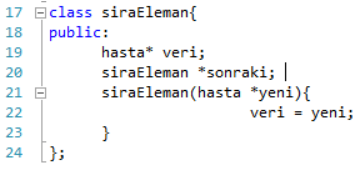 17 class siraEleman{
18 public:
19 hasta* veri;
20 siraEleman *sonraki;
21 siraEleman(hasta *yeni){
22 veri = yeni;
23 }
24 };